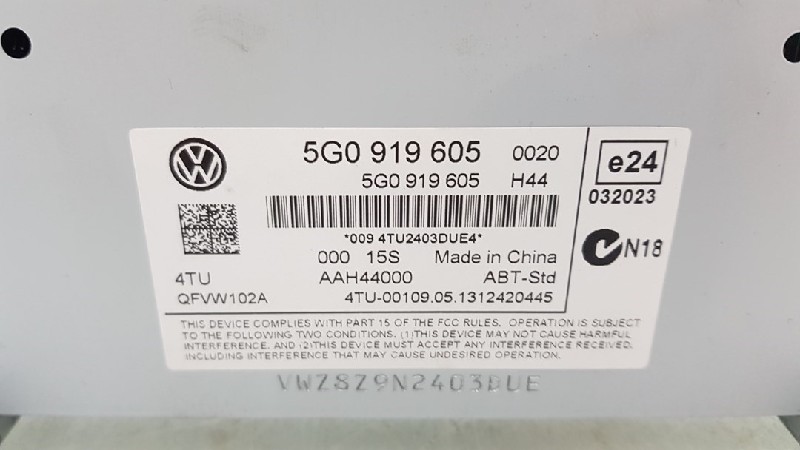 5G0 919 605 0020
5G0 919 605 H44
*009 4TU2403DUE4*
000 15S Made in China
4TU AAH44000 ABT-Std
QFVW102A 4TU-00109.05.1312420445
e24
032023
N18
THIS DEVICE COMPLIES WITH PART 15 OF THE FCC RULES. OPERATION IS SUBJECT
TO THE FOLLOWING TWO CONDITIONS. (1)THIS DEVICE MAY NOT CAUSE HARMFUL
INTERFERENCE. AND (2)THIS DEVICE MUST ACCEPT ANY INTERFERENCE RECEIVED.
INCLUDING INTERFERENCE THAT MAY CAUSE UNDESIRED OPERATION.
VWZ8Z9N2403DUE